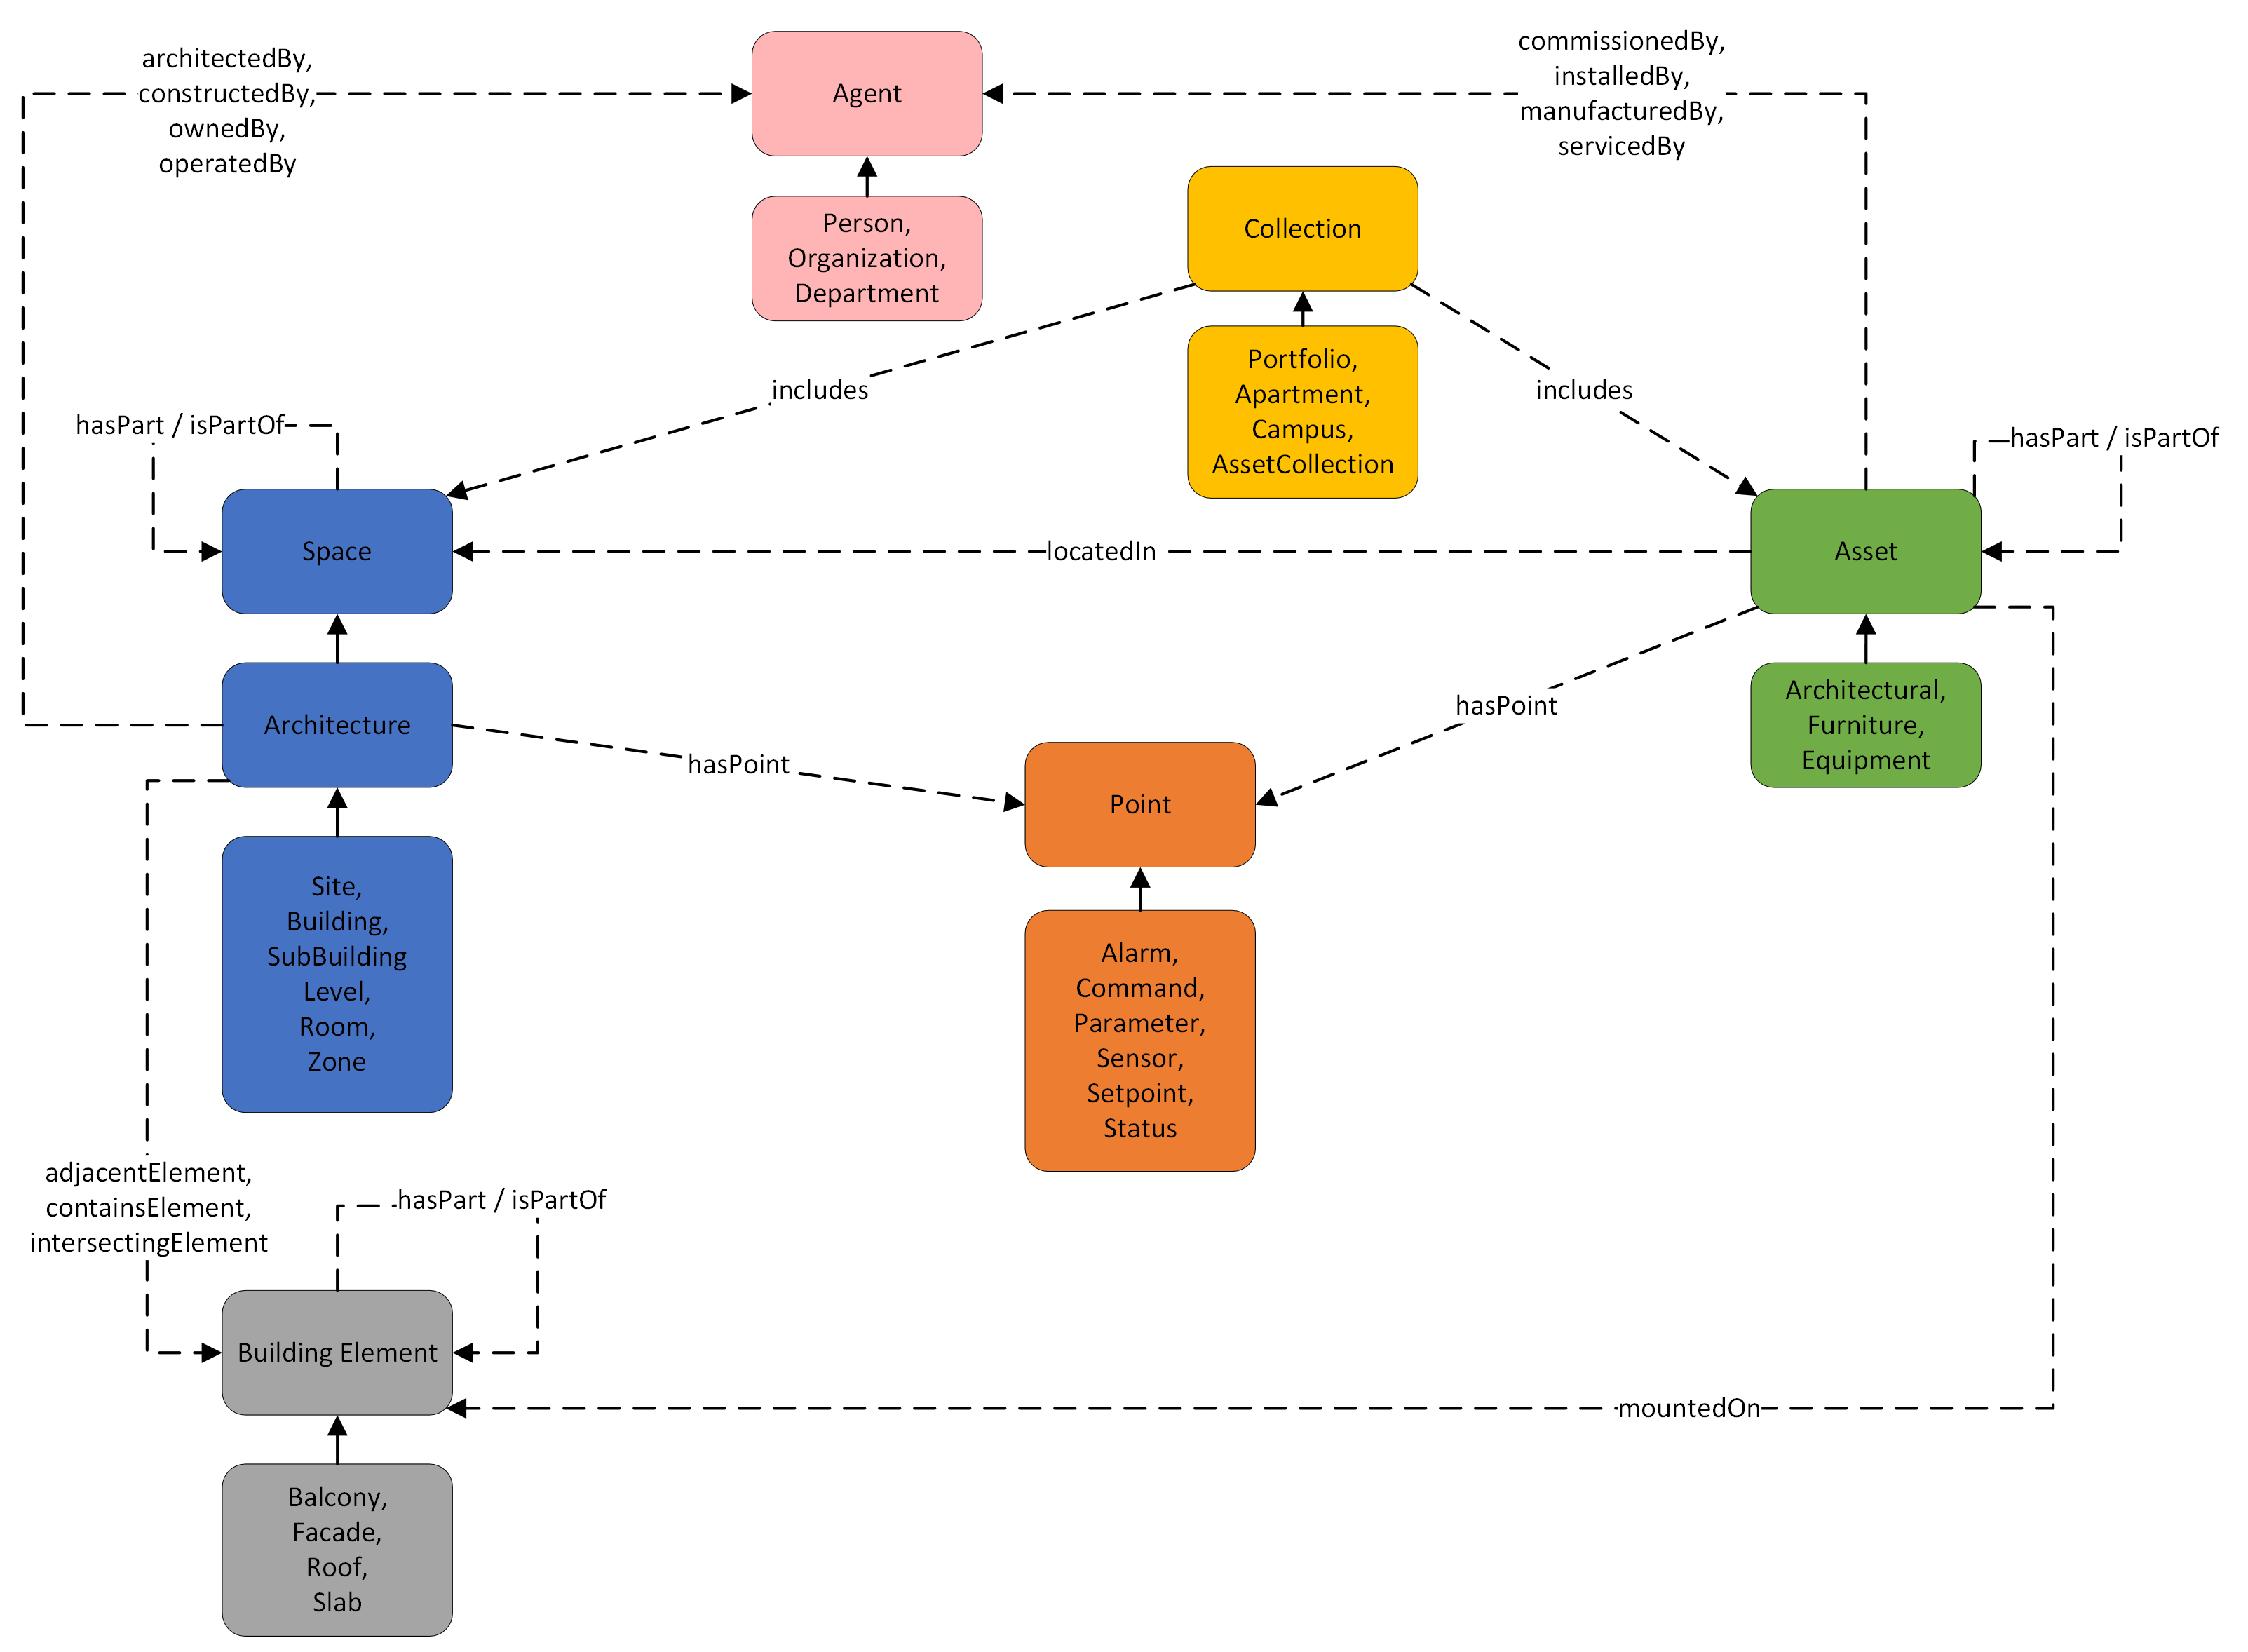 architectedBy,
constructedBy,
ownedBy,
operatedBy
Agent
commissionedBy,
installedBy,
manufacturedBy,
servicedBy
Person,
Organization,
Department
Collection
Portfolio,
Apartment,
Campus,
AssetCollection
includes
includes
hasPart / isPartOf
hasPart / isPartOf
Space
locatedIn
Asset
Architecture
Architectural,
Furniture,
Equipment
hasPoint
hasPoint
Point
Site,
Building,
SubBuilding
Level,
Room,
Zone
Alarm,
Command,
Parameter,
Sensor,
Setpoint,
Status
adjacentElement,
containsElement,
intersectingElement
hasPart / isPartOf
Building Element
mountedOn
Balcony,
Facade,
Roof,
Slab